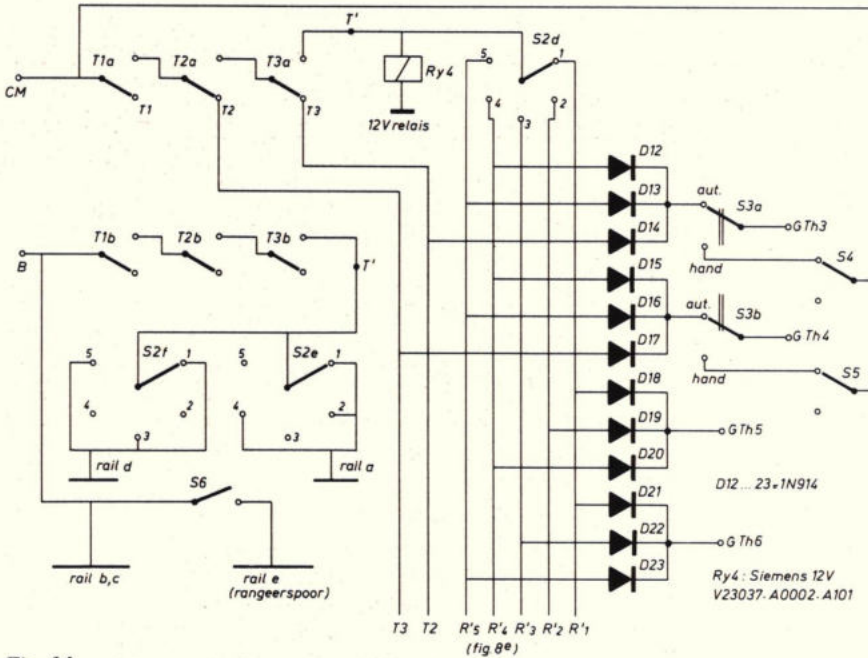 T'
S2d
T1a
T2a
T3a
5
1
CM
Ry4
T1
T2
T3
4
2
3
12V relais
D12
D13
aut.
S3a
GTh3
D14
T1b
T2b
T3b
B
T'
hand
S4
D15
D16
aut.
S3b
GTh4
D17
5
S2f
1
5
S2e
1
hand
S5
D18
4
2
4
2
D19
GTh5
3
3
rail d
rail a
D20
D12...23=1N914
S6
D21
D22
GTh6
rail b,c
rail e
(rangeerspoor)
D23
Ry4: Siemens 12V
V23037-A0002-A101
T3
T2
R'5
R'4
R'3
R'2
R'1
(fig.8e)